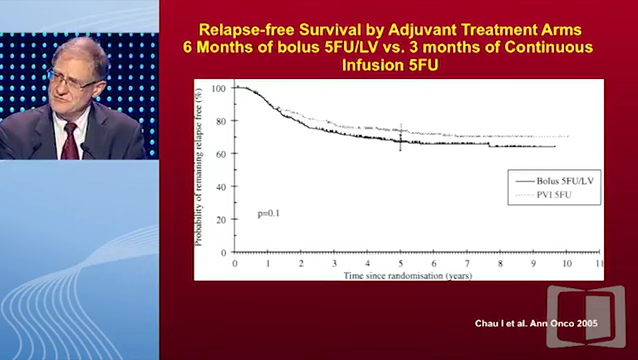 Relapse-free Survival by Adjuvant Treatment Arms
6 Months of bolus 5FU/LV vs. 3 months of Continuous
Infusion 5FU
Probability of remaining relapse free (%)
100
80
60
40
20
0
p=0.1
Bolus 5FU/LV
PVI 5FU
0 1 2 3 4 5 6 7 8 9 10 11
Time since randomisation (years)
Chau I et al. Ann Onco 2005